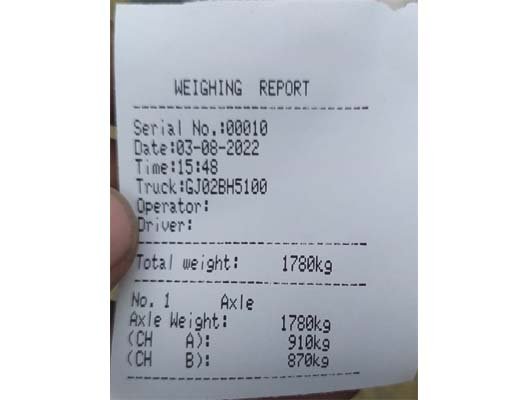 WEIGHING REPORT
Serial No.:00010
Date:03-08-2022
Time:15:48
Truck:GJ02BH5100
Operator:
Driver:
Total weight: 1780kg
No. 1 Axle
Axle Weight: 1780kg
(CH A): 910kg
(CH B): 870kg